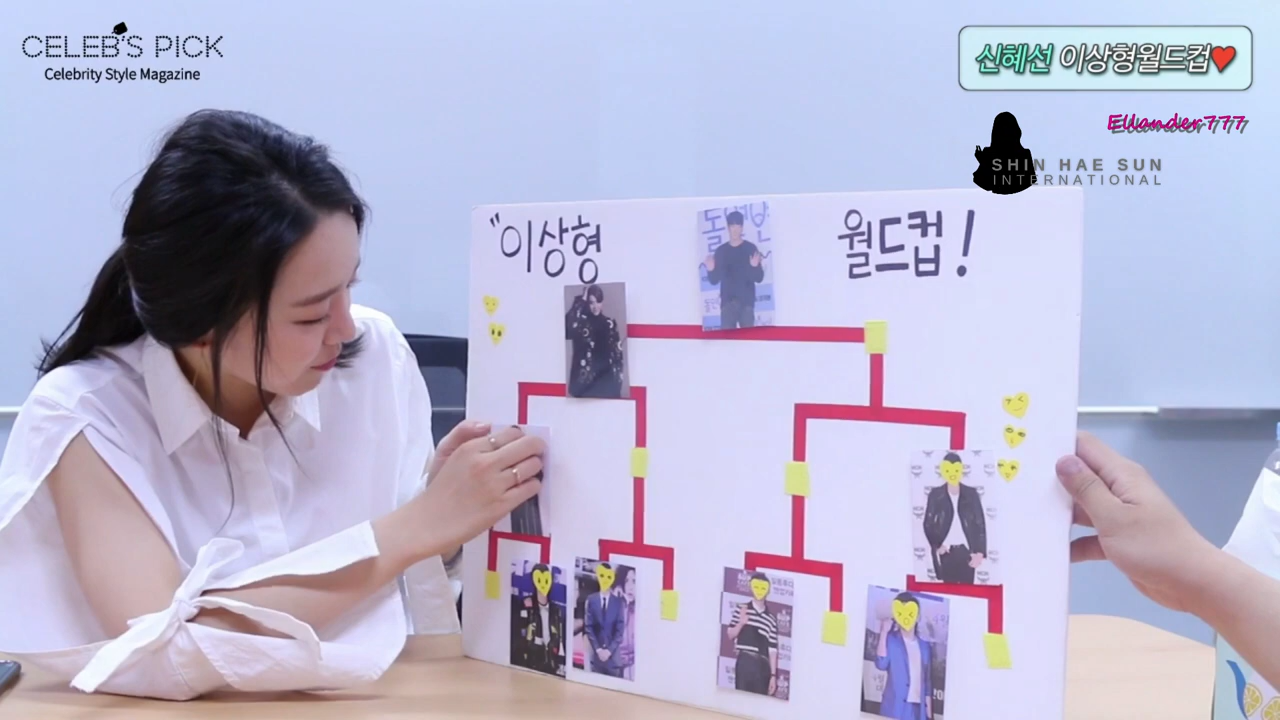 CELEB'S PICK
Celebrity Style Magazine
신혜선 이상형월드컵♥
Ellander777
SHIN HAE SUN
INTERNATIONAL
"이상형 월드컵!
MCM